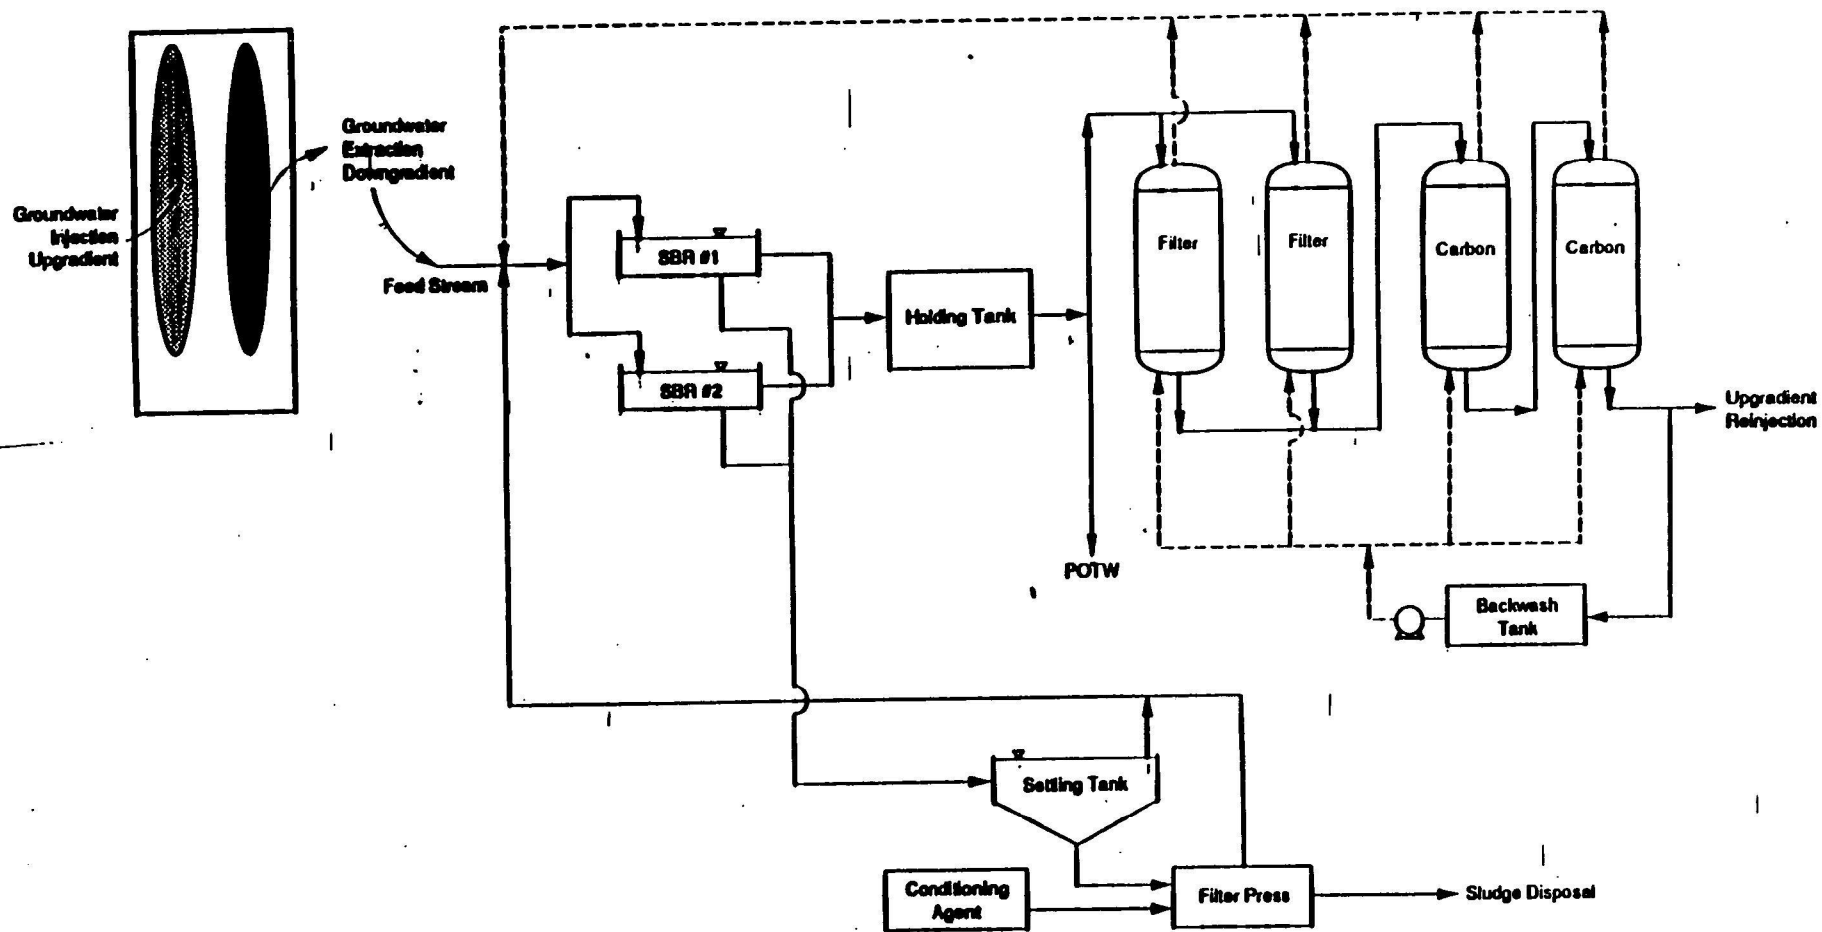 Groundwater
Extraction
Downgradient
Groundwater
Injection
Upgradient
Feed Stream
SBR #1
SBR #2
Holding Tank
Filter
Filter
Carbon
Carbon
Upgradient
Reinjection
POTW
Backwash
Tank
Settling Tank
Conditioning
Agent
Filter Press
Sludge Disposal